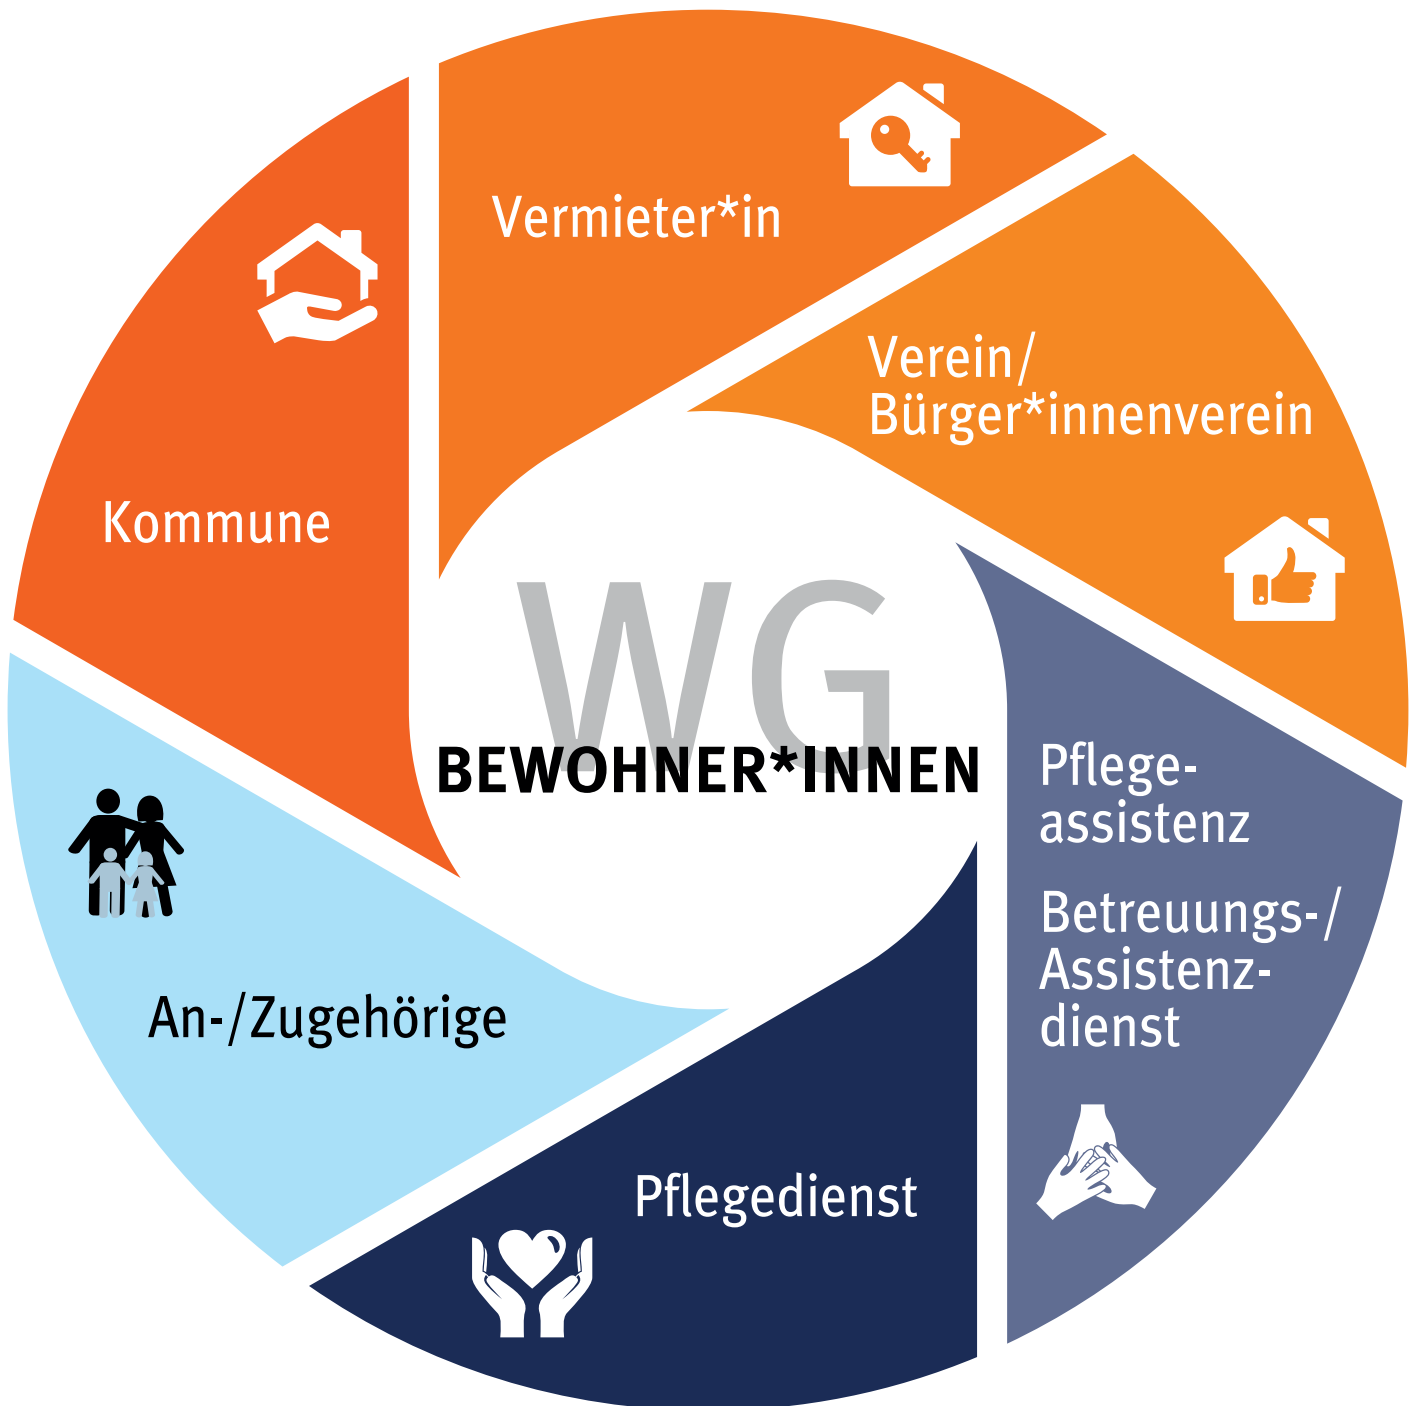 Vermieter*in
Verein/
Bürger*innenverein
Kommune
WG
BEWOHNER*INNEN
Pflege-
assistenz
Betreuungs-/
Assistenz-
dienst
An-/Zugehörige
Pflegedienst